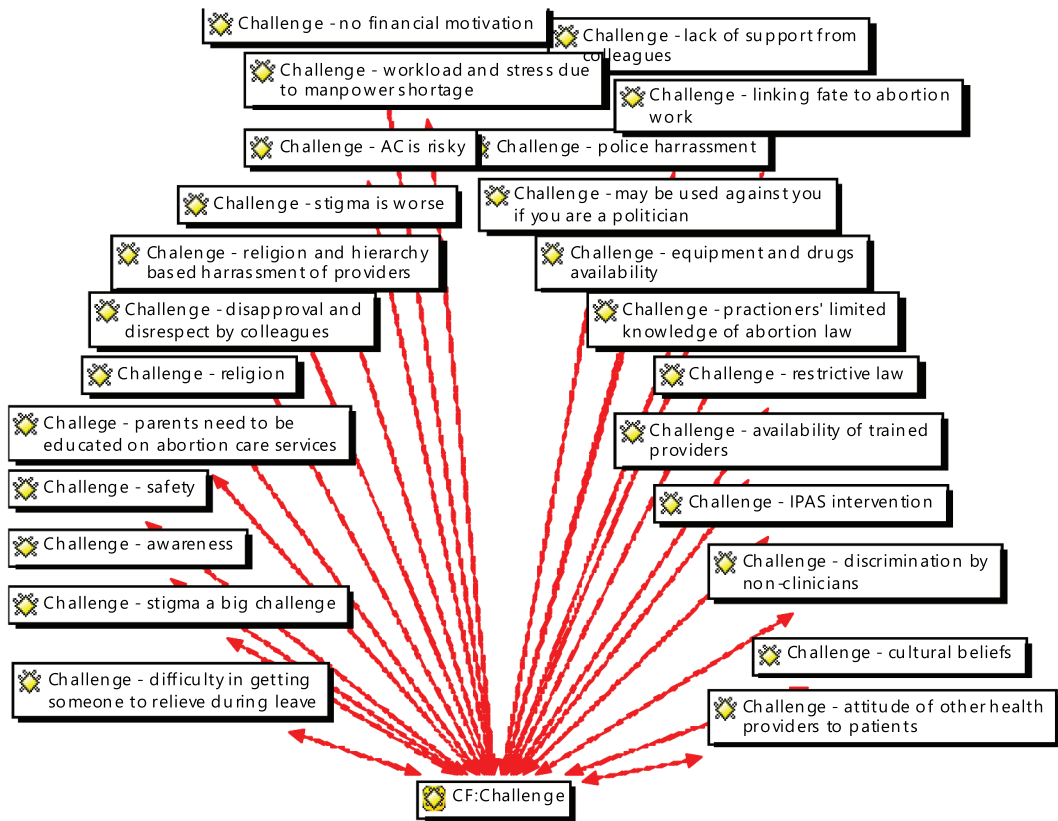 Challenge - no financial motivation
Challenge - lack of support from
colleagues
Challenge - workload and stress due
to manpower shortage
Challenge - linking fate to abortion
work
Challenge - AC is risky
Challenge - police harrassment
Challenge - stigma is worse
Challenge - may be used against you
if you are a politician
Chalenge - religion and hierarchy
based harrassment of providers
Challenge - equipment and drugs
availability
Challenge - disapproval and
disrespect by colleagues
Challenge - practioners' limited
knowledge of abortion law
Challenge - religion
Challenge - restrictive law
Challege - parents need to be
educated on abortion care services
Challenge - availability of trained
providers
Challenge - safety
Challenge - IPAS intervention
Challenge - awareness
Challenge - discrimination by
non-clinicians
Challenge - stigma a big challenge
Challenge - cultural beliefs
Challenge - difficulty in getting
someone to relieve during leave
Challenge - attitude of other health
providers to patients
CF:Challenge